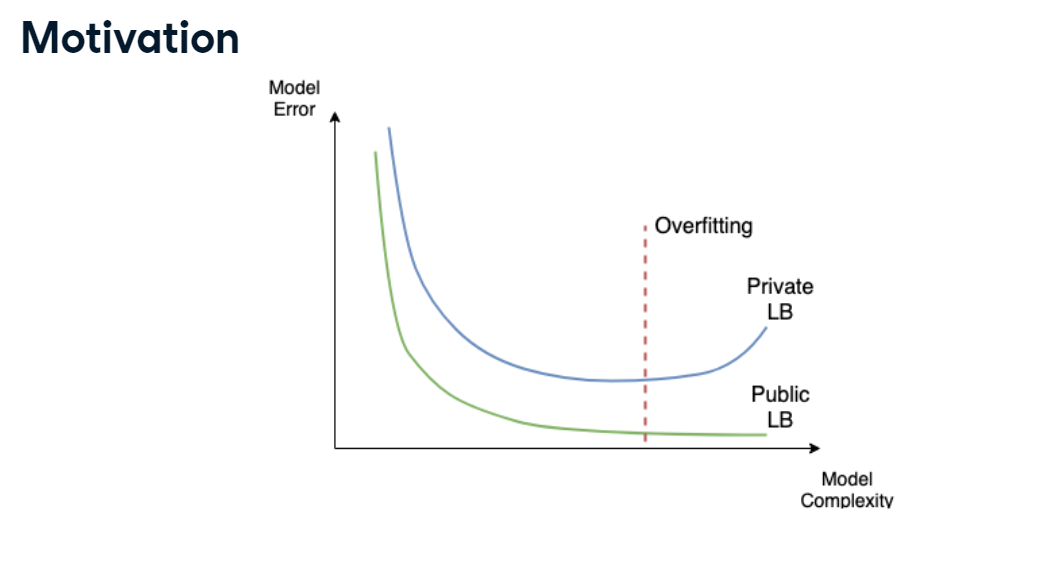 Motivation
Model
Error
Overfitting
Private
LB
Public
LB
Model
Complexity